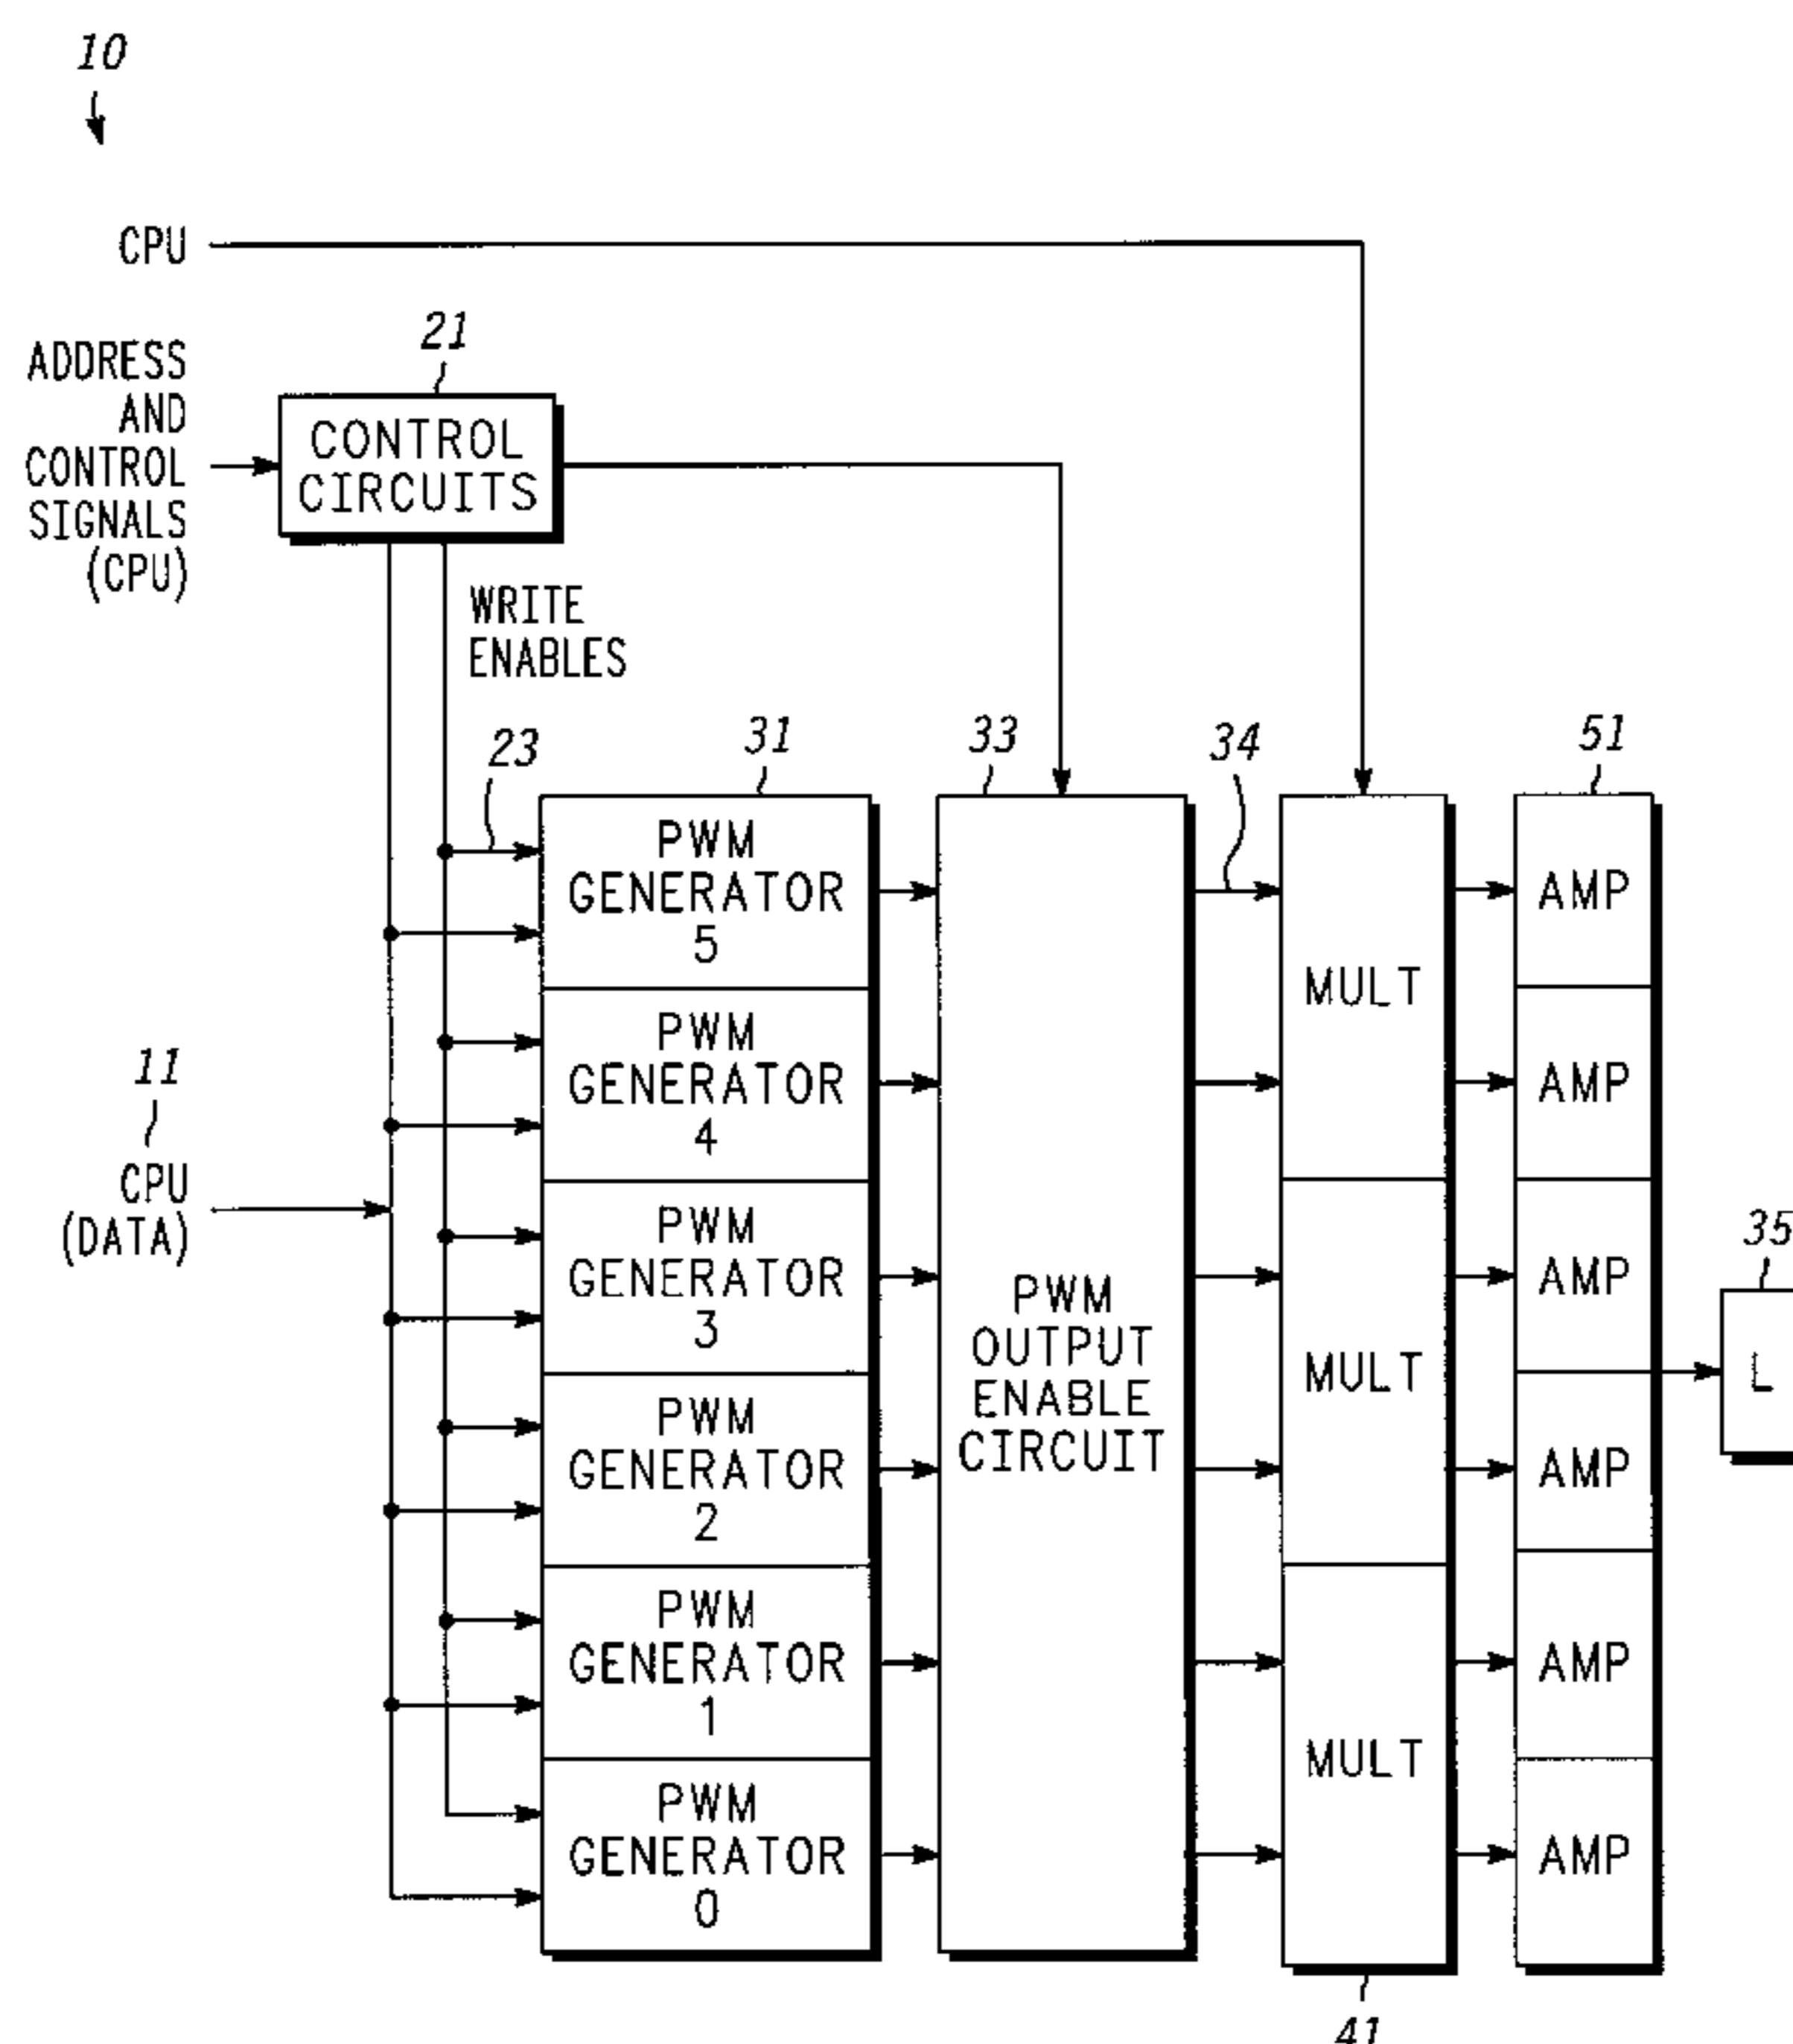 10
CPU
21
ADDRESS
AND
CONTROL
SIGNALS
(CPU)
CONTROL
CIRCUITS
WRITE
ENABLES
23
31
33
34
51
11
CPU
(DATA)
PWM
GENERATOR
5
PWM
GENERATOR
4
PWM
GENERATOR
3
PWM
GENERATOR
2
PWM
GENERATOR
1
PWM
GENERATOR
0
PWM
OUTPUT
ENABLE
CIRCUIT
MULT
MULT
MULT
41
AMP
AMP
AMP
AMP
AMP
AMP
35
L